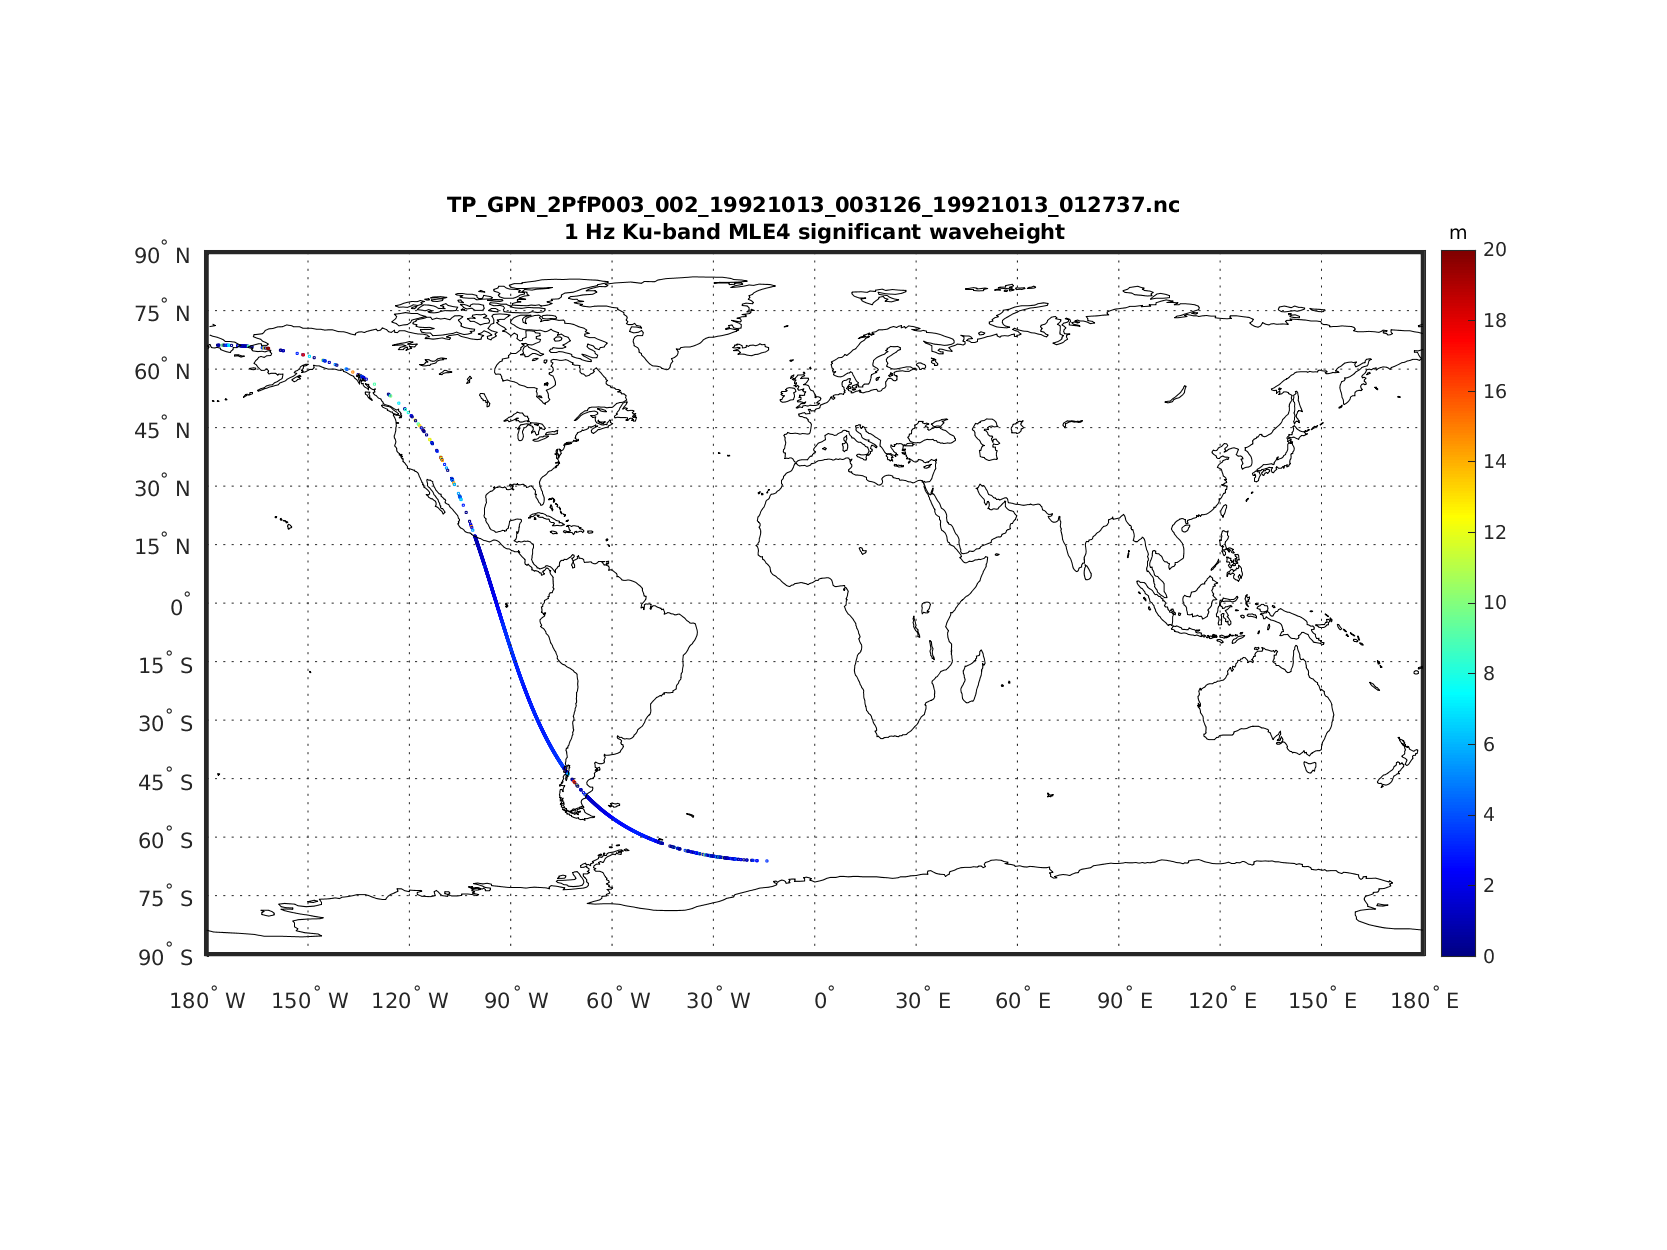 TP_GPN_2PfP003_002_19921013_003126_19921013_012737.nc
1 Hz Ku-band MLE4 significant waveheight
m
90° N
75° N
60° N
45° N
30° N
15° N
0°
15° S
30° S
45° S
60° S
75° S
90° S
180° W 150° W 120° W 90° W 60° W 30° W 0° 30° E 60° E 90° E 120° E 150° E 180° E
20
18
16
14
12
10
8
6
4
2
0